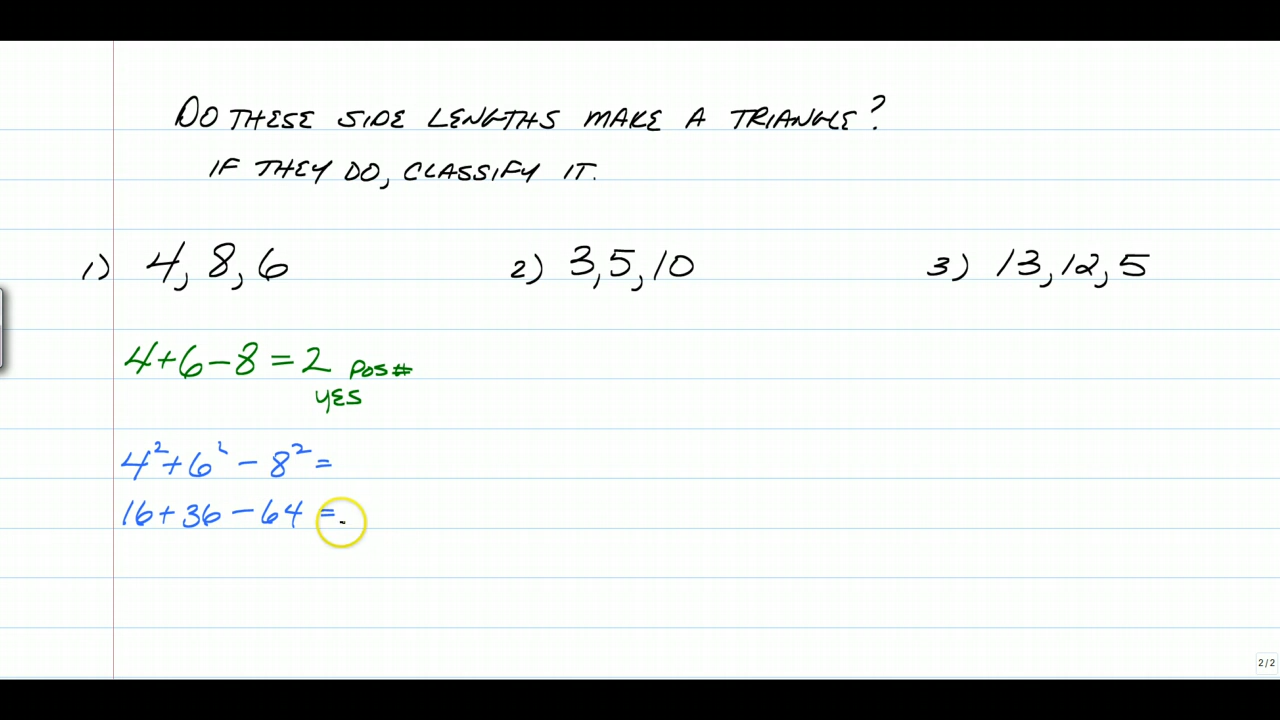 DO THESE SIDE LENGTHS MAKE A TRIANGLE?
IF THEY DO, CLASSIFY IT.
1) 4, 8, 6
2) 3, 5, 10
3) 13, 12, 5
4+6-8=2 POS#
YES
4²+6²-8²=
16+36-64=
2/2